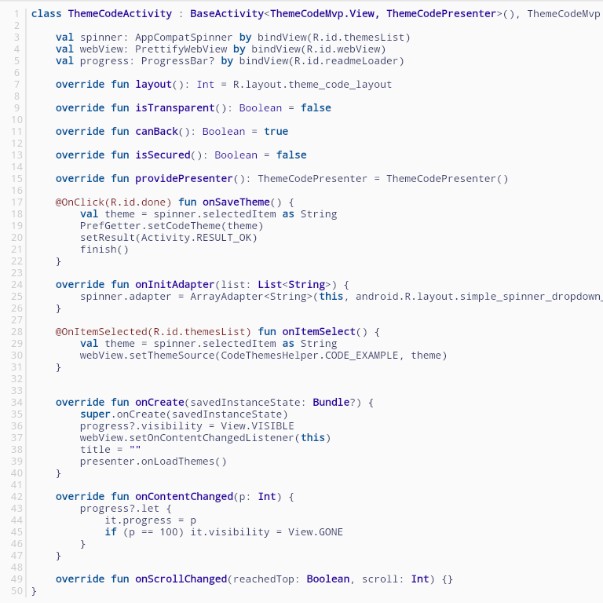 1 class ThemeCodeActivity : BaseActivity<ThemeCodeMvp.View, ThemeCodePresenter>(), ThemeCodeMvp
2
3 val spinner: AppCompatSpinner by bindView(R.id.themesList)
4 val webView: PrettifyWebView by bindView(R.id.webView)
5 val progress: ProgressBar? by bindView(R.id.readmeLoader)
6
7 override fun layout(): Int = R.layout.theme_code_layout
8
9 override fun isTransparent(): Boolean = false
10
11 override fun canBack(): Boolean = true
12
13 override fun isSecured(): Boolean = false
14
15 override fun providePresenter(): ThemeCodePresenter = ThemeCodePresenter()
16
17 @OnClick(R.id.done) fun onSaveTheme() {
18 val theme = spinner.selectedItem as String
19 PrefGetter.setCodeTheme(theme)
20 setResult(Activity.RESULT_OK)
21 finish()
22 }
23
24 override fun onInitAdapter(list: List<String>) {
25 spinner.adapter = ArrayAdapter<String>(this, android.R.layout.simple_spinner_dropdown_
26 }
27
28 @OnItemSelected(R.id.themesList) fun onItemSelect() {
29 val theme = spinner.selectedItem as String
30 webView.setThemeSource(CodeThemesHelper.CODE_EXAMPLE, theme)
31 }
32
33
34 override fun onCreate(savedInstanceState: Bundle?) {
35 super.onCreate(savedInstanceState)
36 progress?.visibility = View.VISIBLE
37 webView.setOnContentChangedListener(this)
38 title = ""
39 presenter.onLoadThemes()
40 }
41
42 override fun onContentChanged(p: Int) {
43 progress?.let {
44 it.progress = p
45 if (p == 100) it.visibility = View.GONE
46 }
47 }
48
49 override fun onScrollChanged(reachedTop: Boolean, scroll: Int) {}
50 }